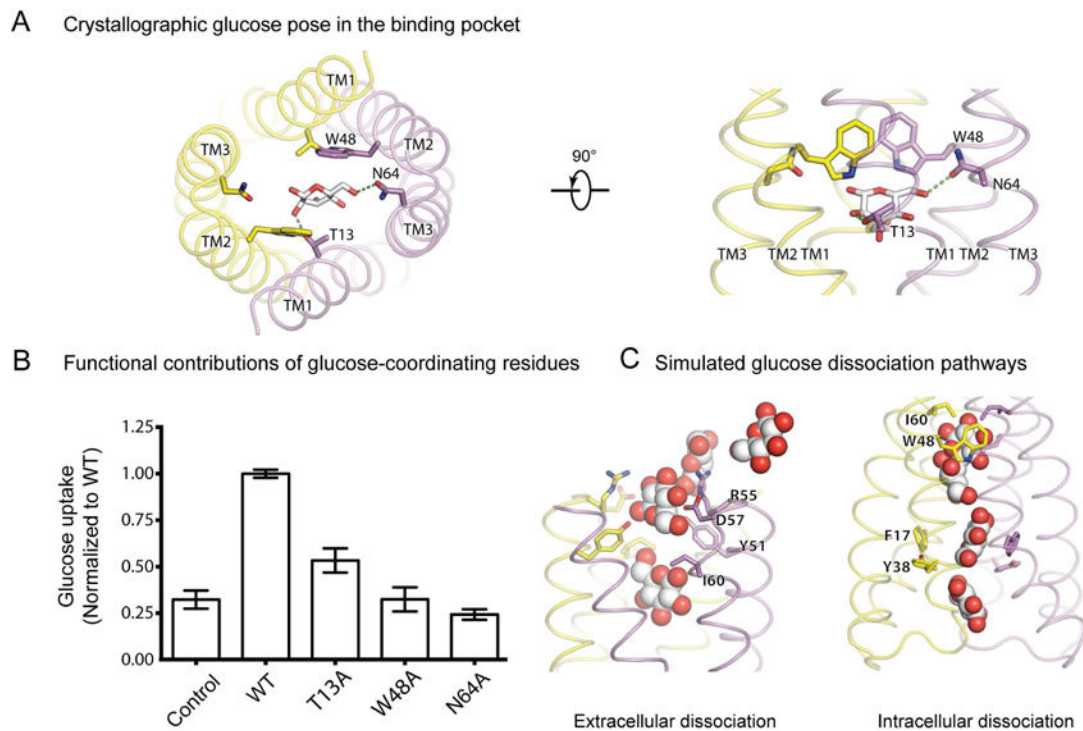 A Crystallographic glucose pose in the binding pocket
TM1
W48
TM2
TM3
N64
TM2
T13
TM3
TM1
90°
W48
N64
T13
TM3 TM2 TM1 TM1 TM2 TM3
B Functional contributions of glucose-coordinating residues
Glucose uptake
(Normalized to WT)
1.25
1.00
0.75
0.50
0.25
0.00
Control
WT
T13A
W48A
N64A
C Simulated glucose dissociation pathways
R55
D57
Y51
I60
Extracellular dissociation
I60
W48
F17
Y38
Intracellular dissociation